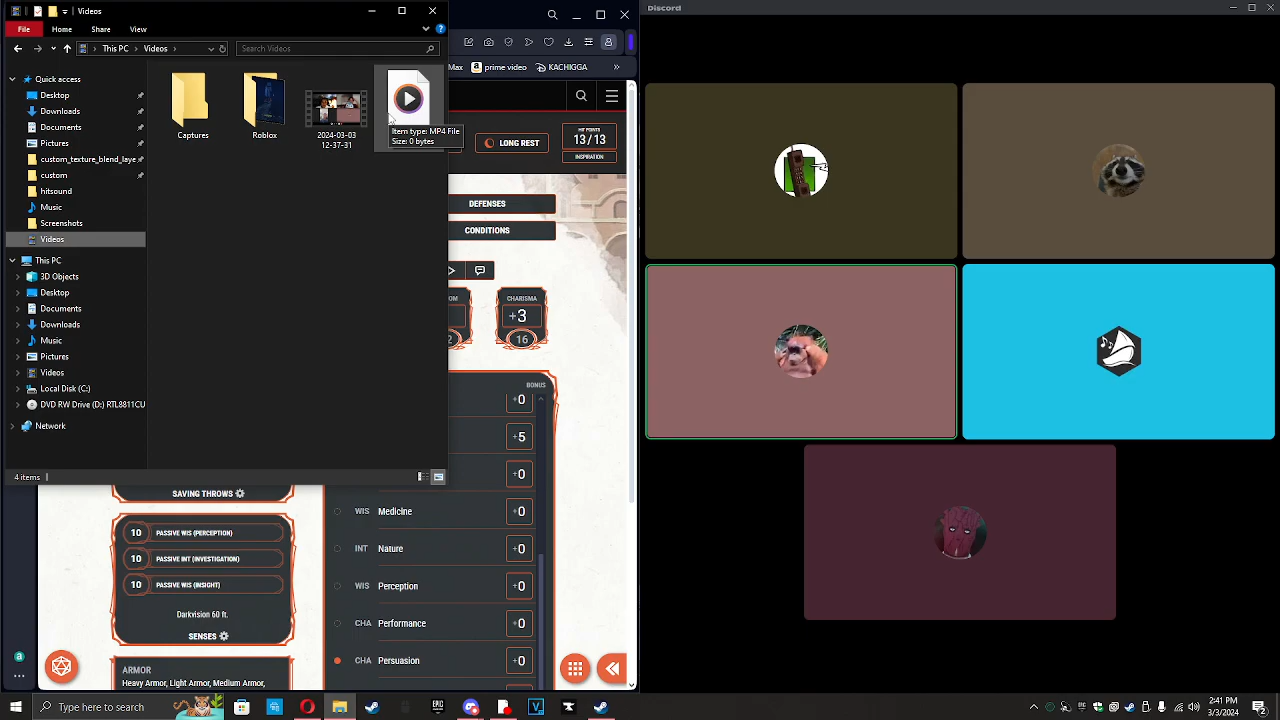 Videos
File
Home
Share
View
This PC
Videos
Search Videos
Quick access
Desktop
Downloads
Documents
Pictures
custom_texture_blend_laye
custom
hitsound
Music
Screenshots
Videos
This PC
3D Objects
Desktop
Documents
Downloads
Music
Pictures
Videos
Local Disk (C:)
DVD RW Drive (D:) RTL8811CU
Network
Captures
Roblox
2024-03-03
12-37-31
Item type: MP4 file
Size: 0 bytes
4 items
Max
prime video
KACHIGGA
LONG REST
HIT POINTS
13/13
INSPIRATION
DEFENSES
CONDITIONS
CHARISMA
+3
16
BONUS
+0
+5
+0
WIS Medicine +0
INT Nature +0
WIS Perception +0
CHA Performance +0
CHA Persuasion +0
SAVING THROWS
10 PASSIVE WIS (PERCEPTION)
10 PASSIVE INT (INVESTIGATION)
10 PASSIVE WIS (INSIGHT)
Darkvision 60 ft.
SENSES
ARMOR
Heavy Armor, Light Armor, Medium Armor,
Discord
Type here to search
EPIC
2:41 PM
3/3/2024
2